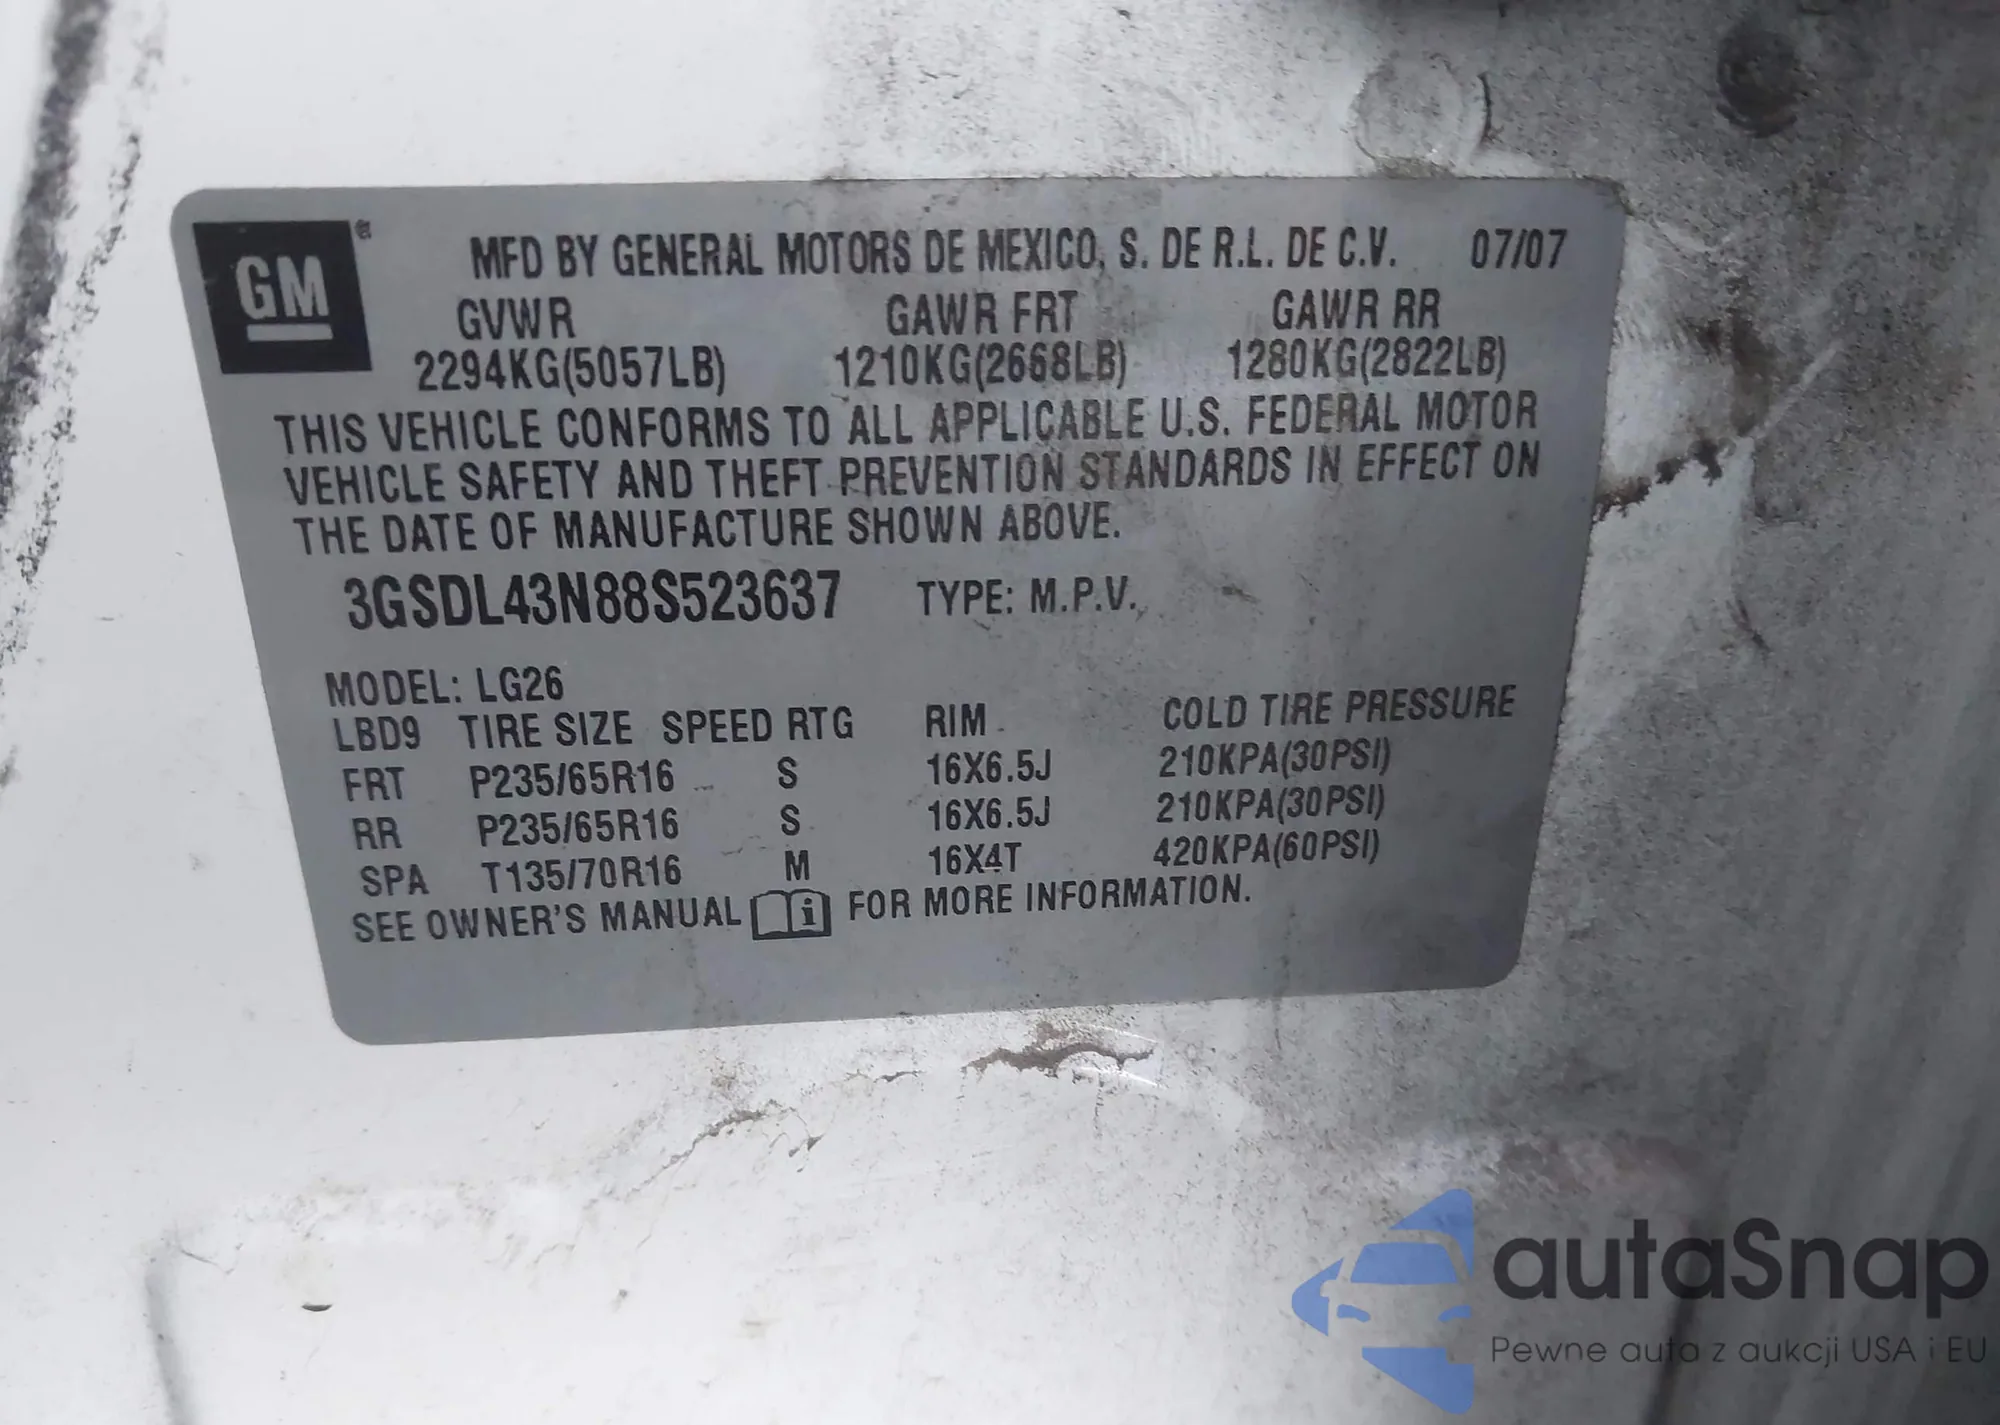 GM®
MFD BY GENERAL MOTORS DE MEXICO, S. DE R.L. DE C.V. 07/07
GVWR GAWR FRT GAWR RR
2294KG(5057LB) 1210KG(2668LB) 1280KG(2822LB)
THIS VEHICLE CONFORMS TO ALL APPLICABLE U.S. FEDERAL MOTOR
VEHICLE SAFETY AND THEFT PREVENTION STANDARDS IN EFFECT ON
THE DATE OF MANUFACTURE SHOWN ABOVE.
3GSDL43N88S523637 TYPE: M.P.V.
MODEL: LG26
LBD9 TIRE SIZE SPEED RTG RIM COLD TIRE PRESSURE
FRT P235/65R16 S 16X6.5J 210KPA(30PSI)
RR P235/65R16 S 16X6.5J 210KPA(30PSI)
SPA T135/70R16 M 16X4T 420KPA(60PSI)
SEE OWNER'S MANUAL i FOR MORE INFORMATION.
autaSnap
Pewne auta z aukcji USA i EU